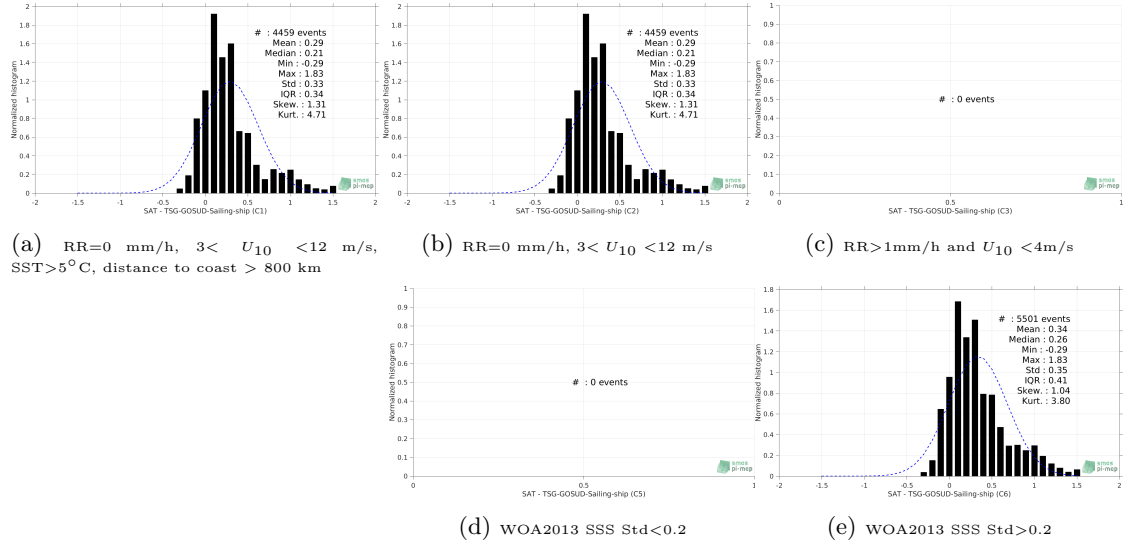 Normalized histogram
2
1.8
1.6
1.4
1.2
1
0.8
0.6
0.4
0.2
0
-2 -1.5 -1 -0.5 0 0.5 1 1.5 2
# : 4459 events
Mean : 0.29
Median : 0.21
Min : -0.29
Max : 1.83
Std : 0.33
IQR : 0.34
Skew. : 1.31
Kurt. : 4.71
smos
pi-mep
SAT - TSG-GOSUD-Sailing-ship (C1)
(a) RR=0 mm/h, 3< U10 <12 m/s,
SST>5°C, distance to coast > 800 km
Normalized histogram
2
1.8
1.6
1.4
1.2
1
0.8
0.6
0.4
0.2
0
-2 -1.5 -1 -0.5 0 0.5 1 1.5 2
# : 4459 events
Mean : 0.29
Median : 0.21
Min : -0.29
Max : 1.83
Std : 0.33
IQR : 0.34
Skew. : 1.31
Kurt. : 4.71
smos
pi-mep
SAT - TSG-GOSUD-Sailing-ship (C2)
(b) RR=0 mm/h, 3< U10 <12 m/s
Normalized histogram
1
0.9
0.8
0.7
0.6
0.5
0.4
0.3
0.2
0.1
0
0 0.5 1
# : 0 events
smos
pi-mep
SAT - TSG-GOSUD-Sailing-ship (C3)
(c) RR>1mm/h and U10 <4m/s
Normalized histogram
1
0.9
0.8
0.7
0.6
0.5
0.4
0.3
0.2
0.1
0
0 0.5 1
# : 0 events
smos
pi-mep
SAT - TSG-GOSUD-Sailing-ship (C5)
(d) WOA2013 SSS Std<0.2
Normalized histogram
1.8
1.6
1.4
1.2
1
0.8
0.6
0.4
0.2
0
-2 -1.5 -1 -0.5 0 0.5 1 1.5 2
# : 5501 events
Mean : 0.34
Median : 0.26
Min : -0.29
Max : 1.83
Std : 0.35
IQR : 0.41
Skew. : 1.04
Kurt. : 3.80
smos
pi-mep
SAT - TSG-GOSUD-Sailing-ship (C6)
(e) WOA2013 SSS Std>0.2